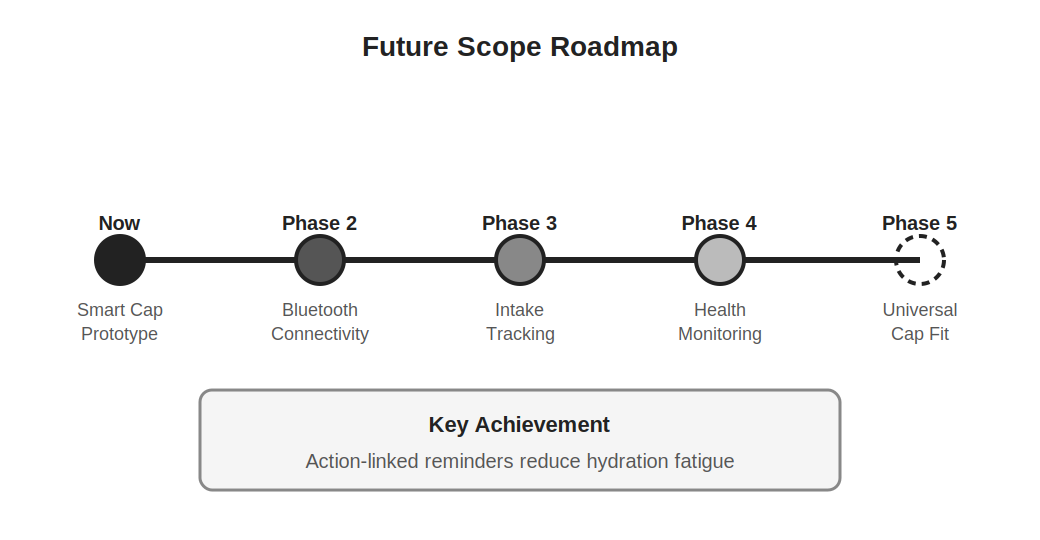 Future Scope Roadmap
Now
Smart Cap
Prototype
Phase 2
Bluetooth
Connectivity
Phase 3
Intake
Tracking
Phase 4
Health
Monitoring
Phase 5
Universal
Cap Fit
Key Achievement
Action-linked reminders reduce hydration fatigue